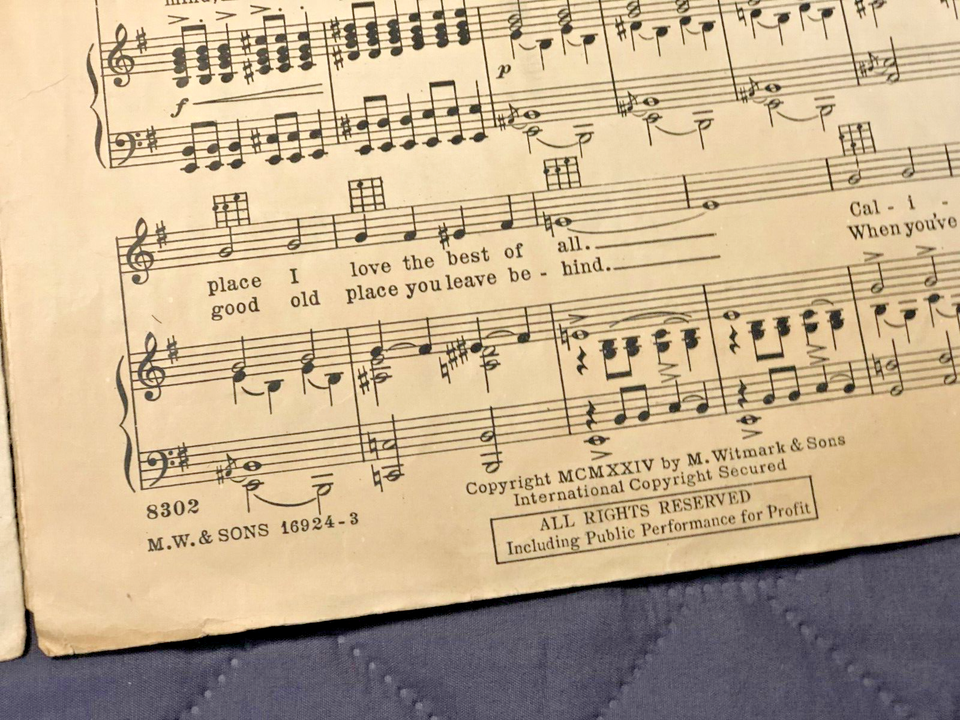 f
p
Cal - i -
place I love the best of all.
When you've
good old place you leave be - hind.
Copyright MCMXXIV by M. Witmark & Sons
International Copyright Secured
8302
M.W. & SONS 16924-3
ALL RIGHTS RESERVED
Including Public Performance for Profit